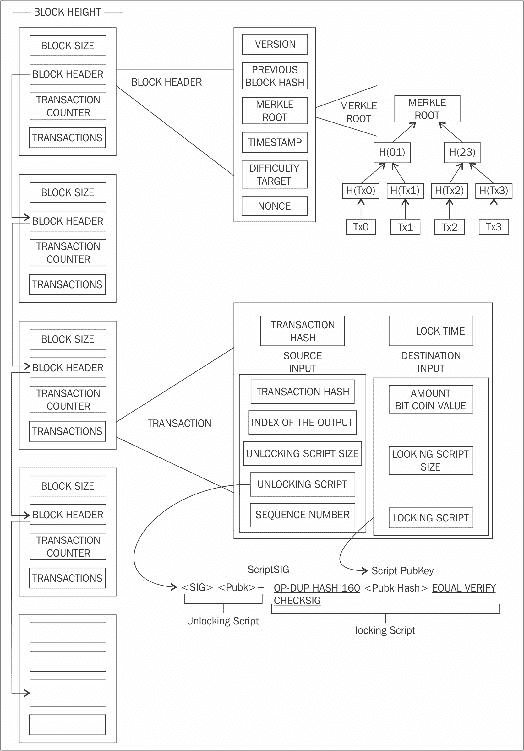 BLOCK HEIGHT
BLOCK SIZE
BLOCK HEADER
TRANSACTION
COUNTER
TRANSACTIONS
BLOCK HEADER
VERSION
PREVIOUS
BLOCK HASH
MERKLE
ROOT
TIMESTAMP
DIFFICULTY
TARGET
NONCE
VERKLE
ROOT
MERKLE
ROOT
H(01)
H(23)
H(Tx0)
H(Tx1)
H(Tx2)
H(Tx3)
Tx0
Tx1
Tx2
Tx3
BLOCK SIZE
BLOCK HEADER
TRANSACTION
COUNTER
TRANSACTIONS
BLOCK SIZE
BLOCK HEADER
TRANSACTION
COUNTER
TRANSACTIONS
TRANSACTION
TRANSACTION
HASH
LOCK TIME
SOURCE
INPUT
DESTINATION
INPUT
TRANSACTION HASH
INDEX OF THE OUTPUT
UNLOCKING SCRIPT SIZE
UNLOCKING SCRIPT
SEQUENCE NUMBER
AMOUNT
BIT COIN VALUE
LOOKING SCRIPT
SIZE
LOCKING SCRIPT
BLOCK SIZE
BLOCK HEADER
TRANSACTION
COUNTER
TRANSACTIONS
ScriptSIG
Script PubKey
<SIG> <Pubk>
OP-DUP HASH 160 <Pubk Hash> EQUAL VERIFY
CHECKSIG
Unlocking Script
locking Script